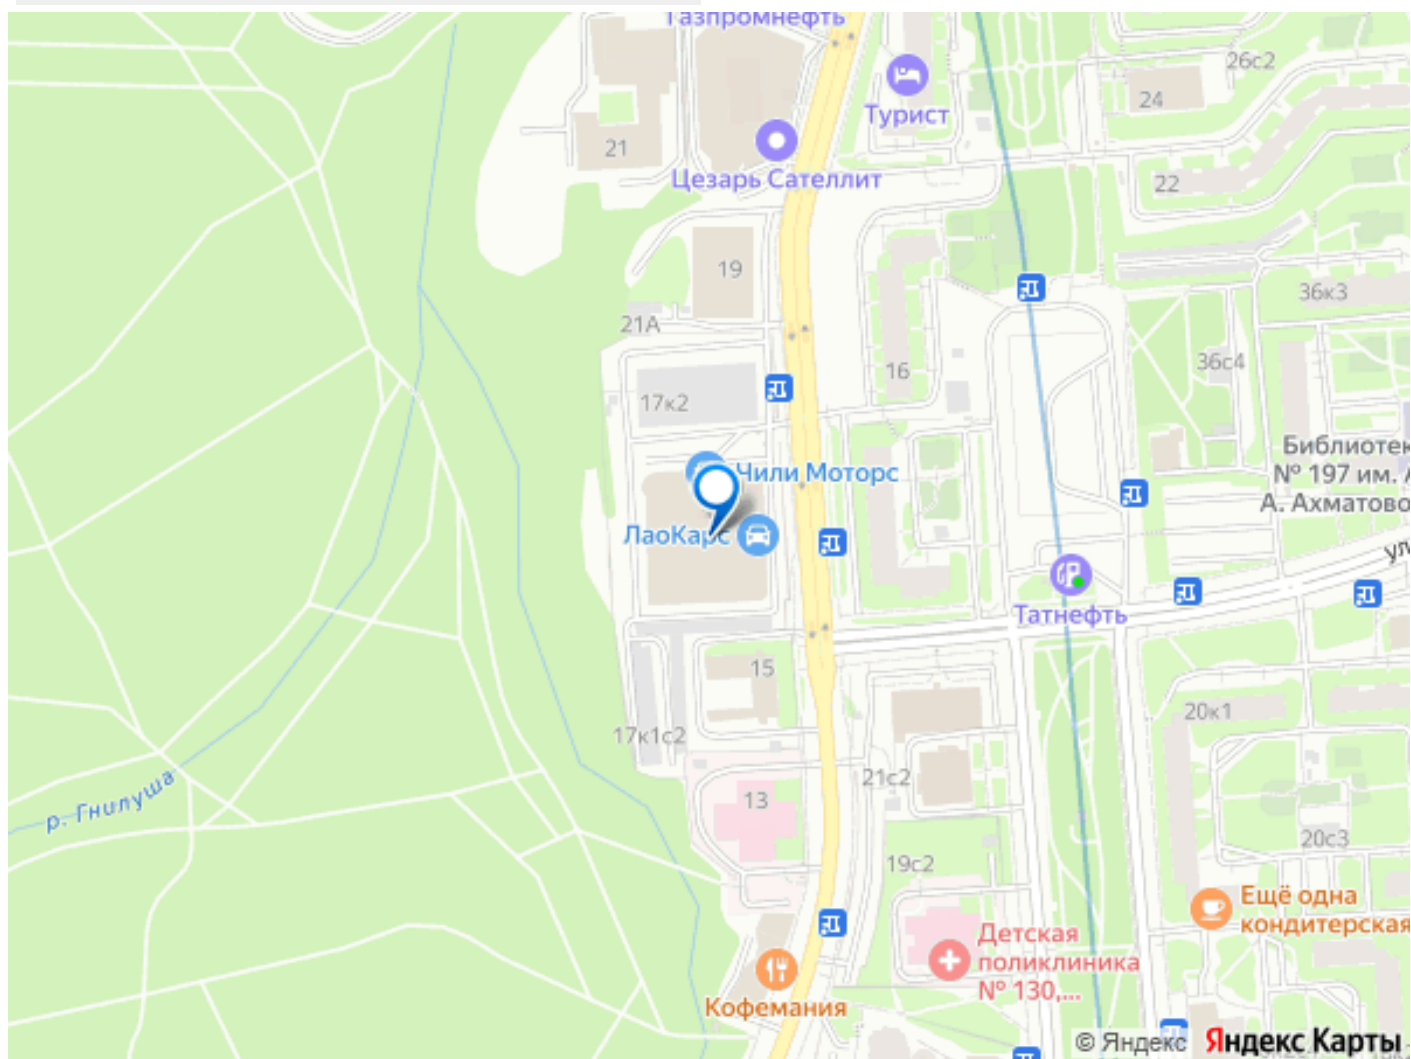 Газпромнефть
26с2
Турист
24
21
Цезарь Сателлит
22
19
36к3
21А
36с4
16
17к2
Библиотек
№ 197 им. А
А. Ахматово
Чили Моторс
ЛаоКарс
ул
Татнефть
15
20к1
17к1с2
21с2
р. Гнилуша
13
20с3
19с2
Ещё одна
кондитерская
Детская
поликлиника
№ 130,...
Кофемания
© Яндекс Яндекс Карты